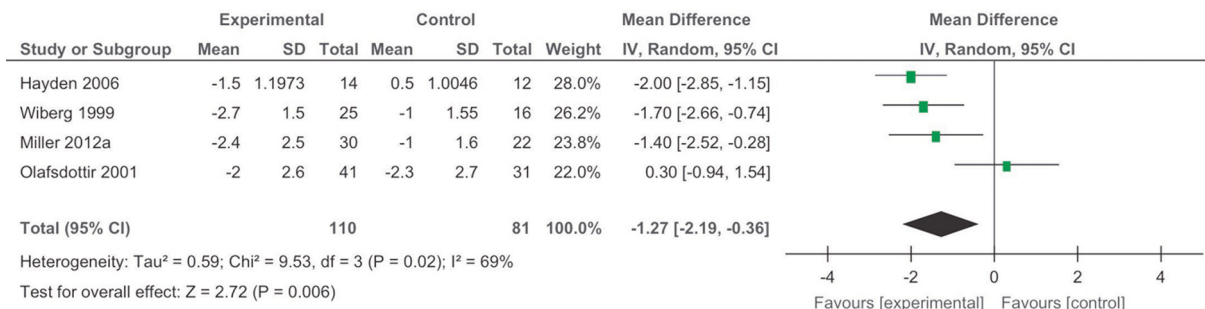 Experimental Control Mean Difference Mean Difference
Study or Subgroup Mean SD Total Mean SD Total Weight IV, Random, 95% CI IV, Random, 95% CI
Hayden 2006 -1.5 1.1973 14 0.5 1.0046 12 28.0% -2.00 [-2.85, -1.15]
Wiberg 1999 -2.7 1.5 25 -1 1.55 16 26.2% -1.70 [-2.66, -0.74]
Miller 2012a -2.4 2.5 30 -1 1.6 22 23.8% -1.40 [-2.52, -0.28]
Olafsdottir 2001 -2 2.6 41 -2.3 2.7 31 22.0% 0.30 [-0.94, 1.54]
Total (95% CI) 110 81 100.0% -1.27 [-2.19, -0.36]
Heterogeneity: Tau² = 0.59; Chi² = 9.53, df = 3 (P = 0.02); I² = 69%
Test for overall effect: Z = 2.72 (P = 0.006)
-4 -2 0 2 4
Favours [experimental] Favours [control]